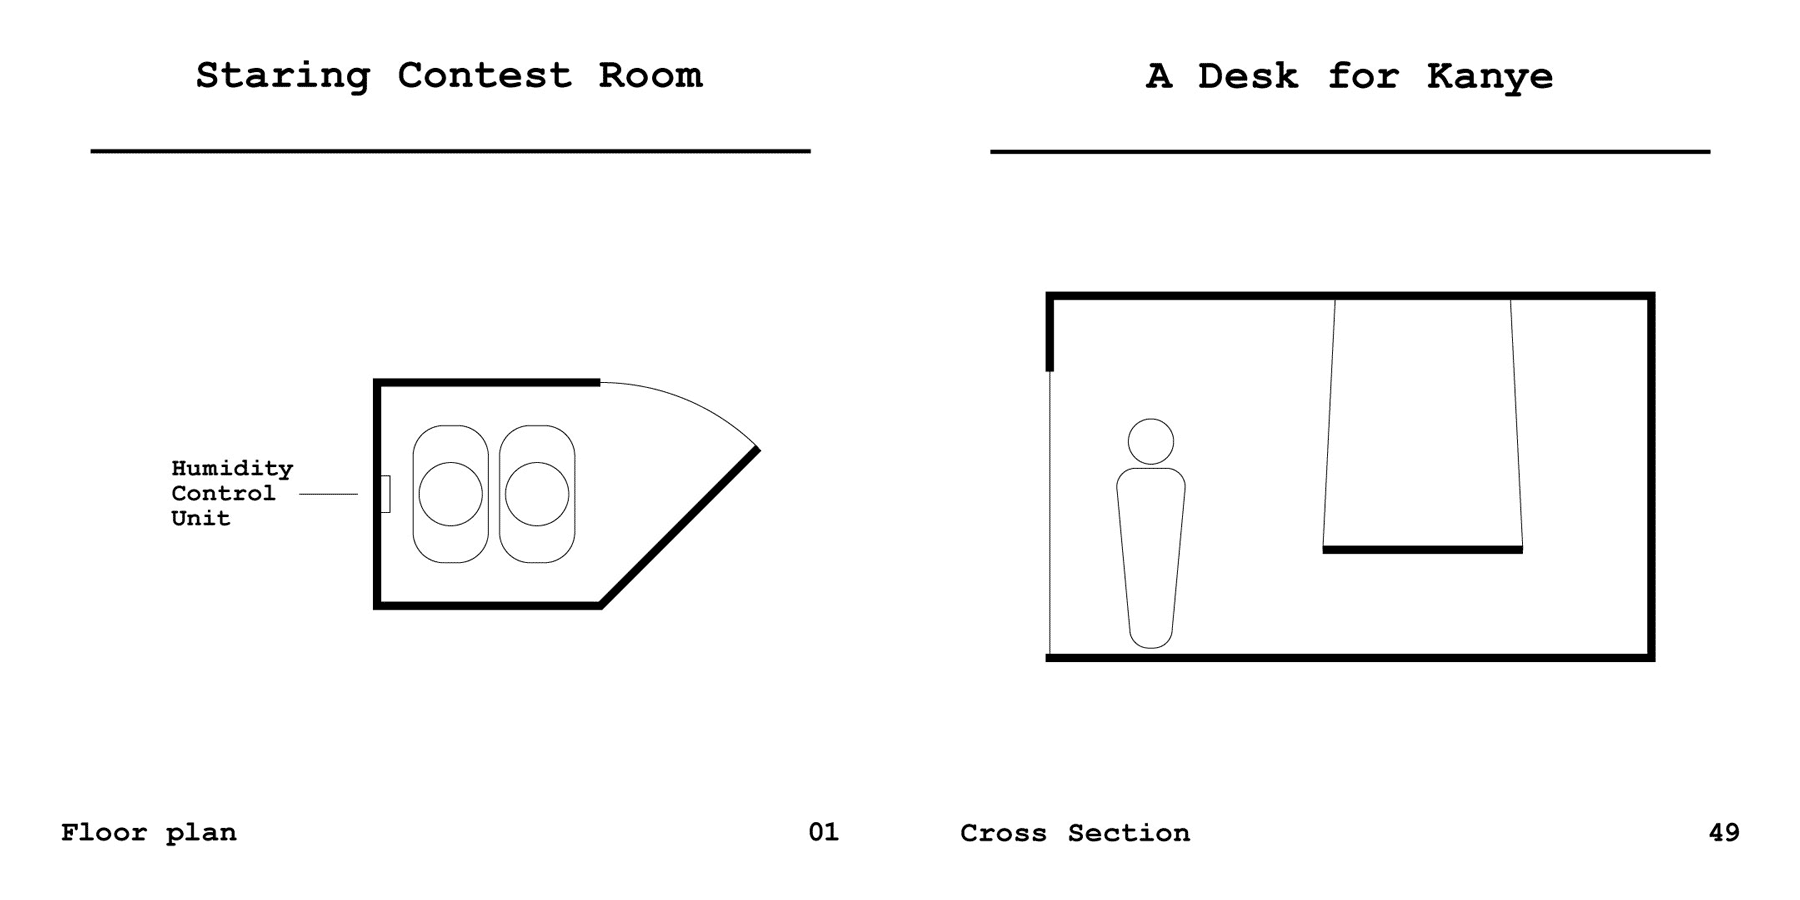 Staring Contest Room
Humidity
Control
Unit
Floor plan
01
A Desk for Kanye
Cross Section
49